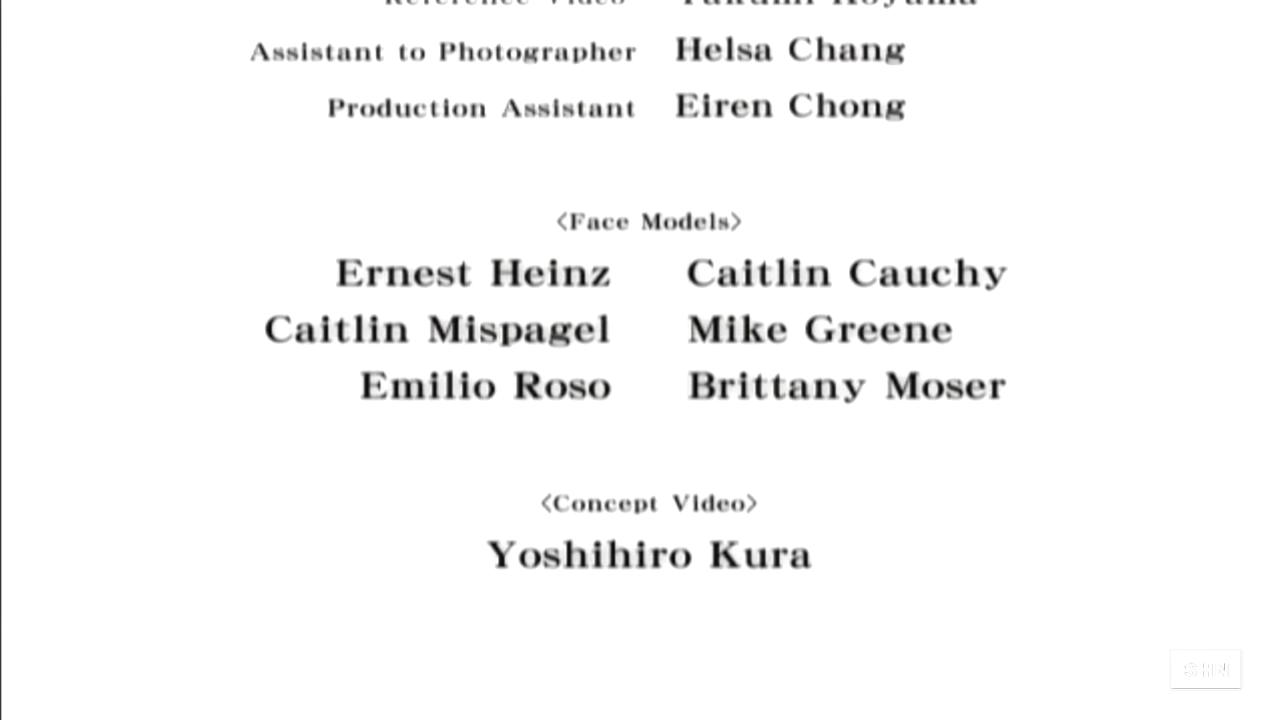 Assistant to Photographer Helsa Chang
Production Assistant Eiren Chong
〈Face Models〉
Ernest Heinz Caitlin Cauchy
Caitlin Mispagel Mike Greene
Emilio Roso Brittany Moser
〈Concept Video〉
Yoshihiro Kura